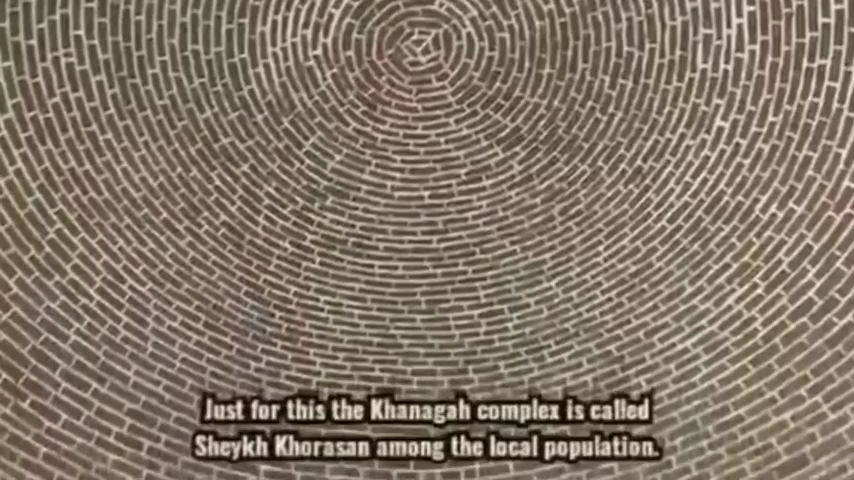 Just for this the Khanagah complex is called
Sheykh Khorasan among the local population.